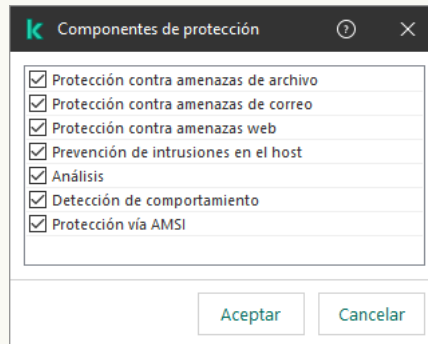 Componentes de protección
Protección contra amenazas de archivo
Protección contra amenazas de correo
Protección contra amenazas web
Prevención de intrusiones en el host
Análisis
Detección de comportamiento
Protección vía AMSI
Aceptar
Cancelar